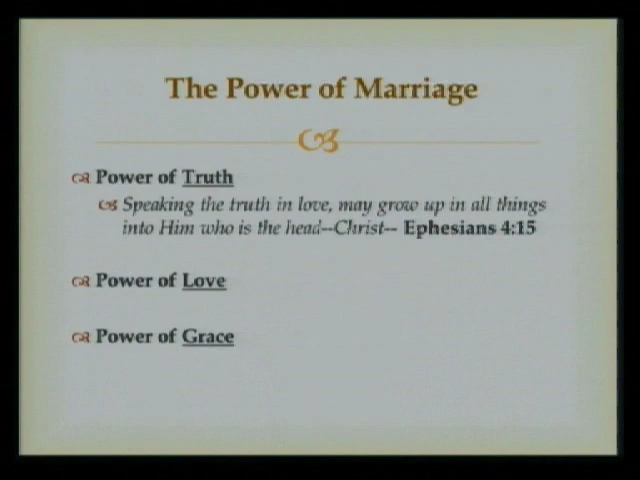 The Power of Marriage
Power of Truth
Speaking the truth in love, may grow up in all things
into Him who is the head--Christ-- Ephesians 4:15
Power of Love
Power of Grace